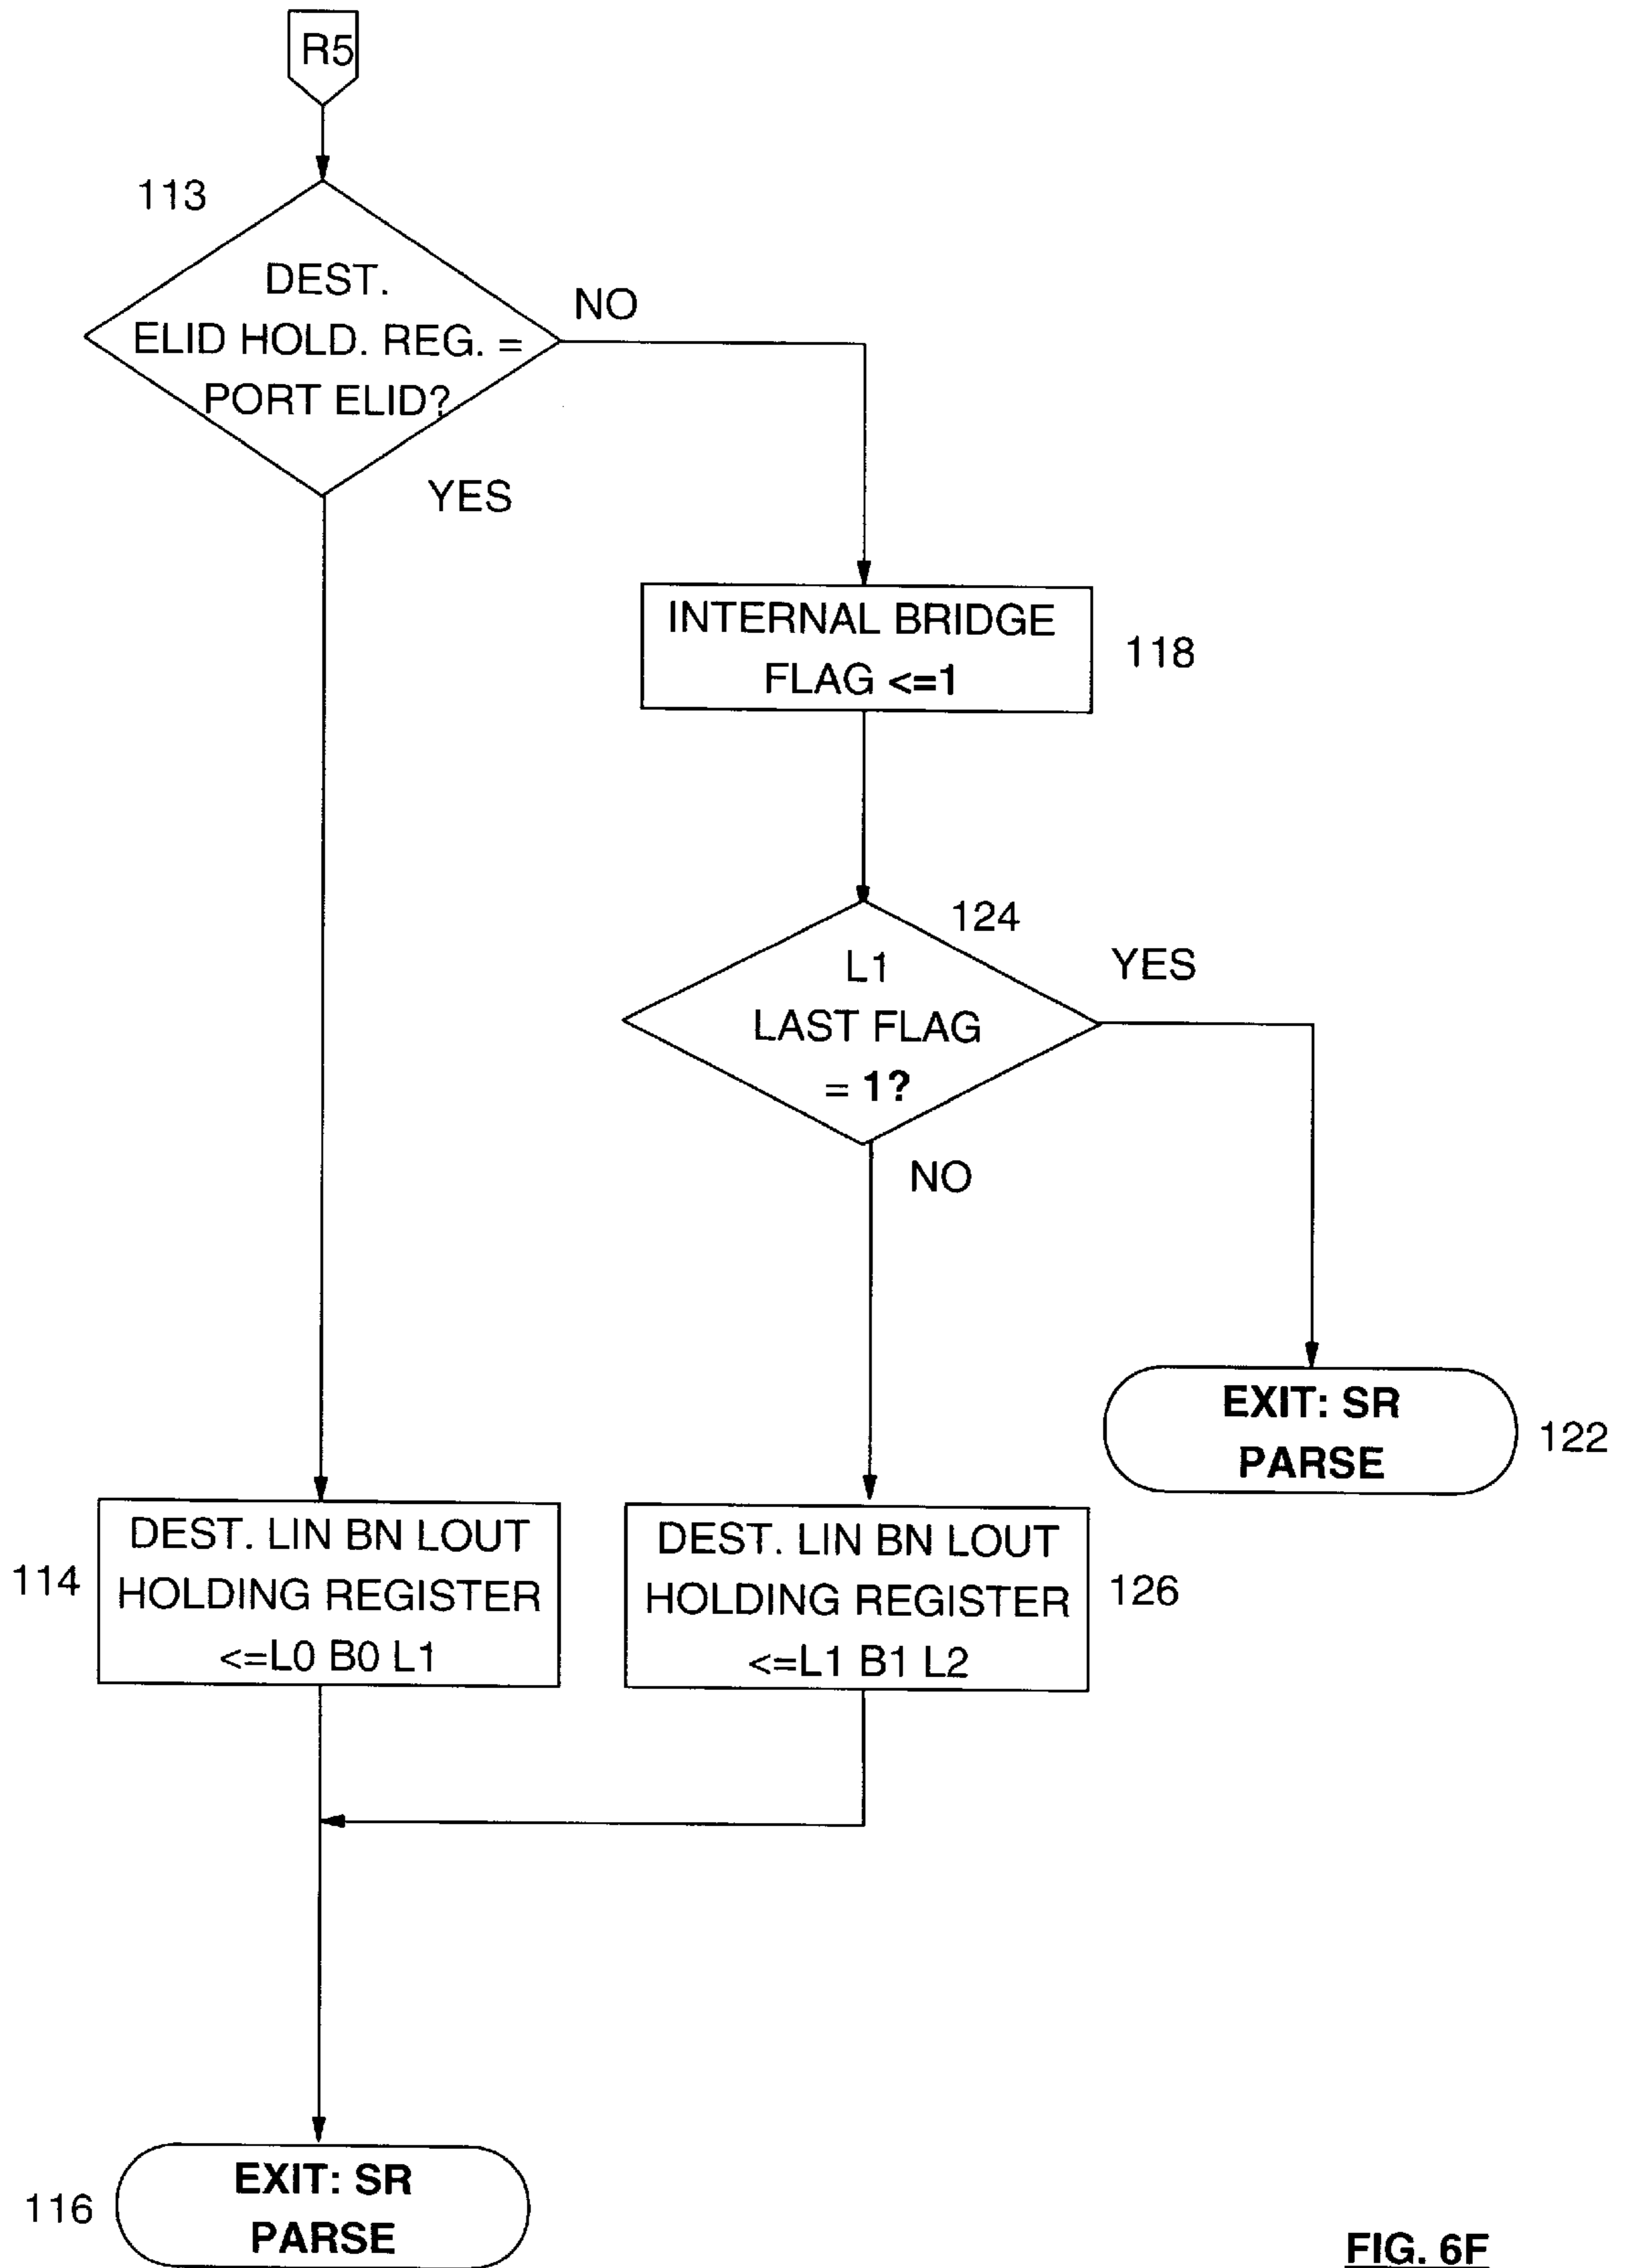 R5
113
DEST.
ELID HOLD. REG. =
PORT ELID?
NO
YES
INTERNAL BRIDGE
FLAG <=1
118
124
L1
LAST FLAG
= 1?
YES
NO
EXIT: SR
PARSE
122
114
DEST. LIN BN LOUT
HOLDING REGISTER
<=L0 B0 L1
DEST. LIN BN LOUT
HOLDING REGISTER
<=L1 B1 L2
126
116
EXIT: SR
PARSE
FIG. 6F